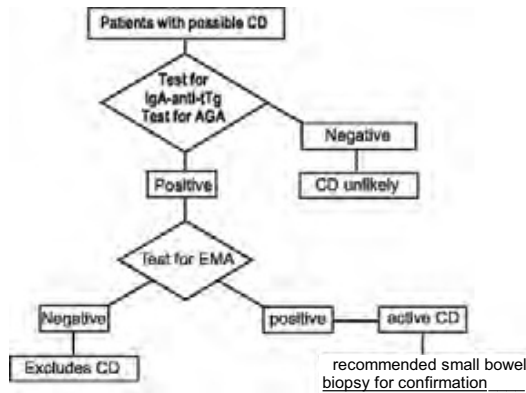 Patients with possible CD
Test for
IgA-anti-tTg
Test for AGA
Negative
CD unlikely
Positive
Test for EMA
Negative
positive
active CD
Excludes CD
recommended small bowel
biopsy for confirmation